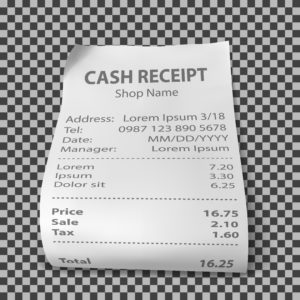 CASH RECEIPT
Shop Name
Address: Lorem Ipsum 3/18
Tel: 0987 123 890 5678
Date: MM/DD/YYYY
Manager: Lorem Ipsum
Lorem 7.20
Ipsum 3.30
Dolor sit 6.25
Price 16.75
Sale 2.10
Tax 1.60
Total 16.25